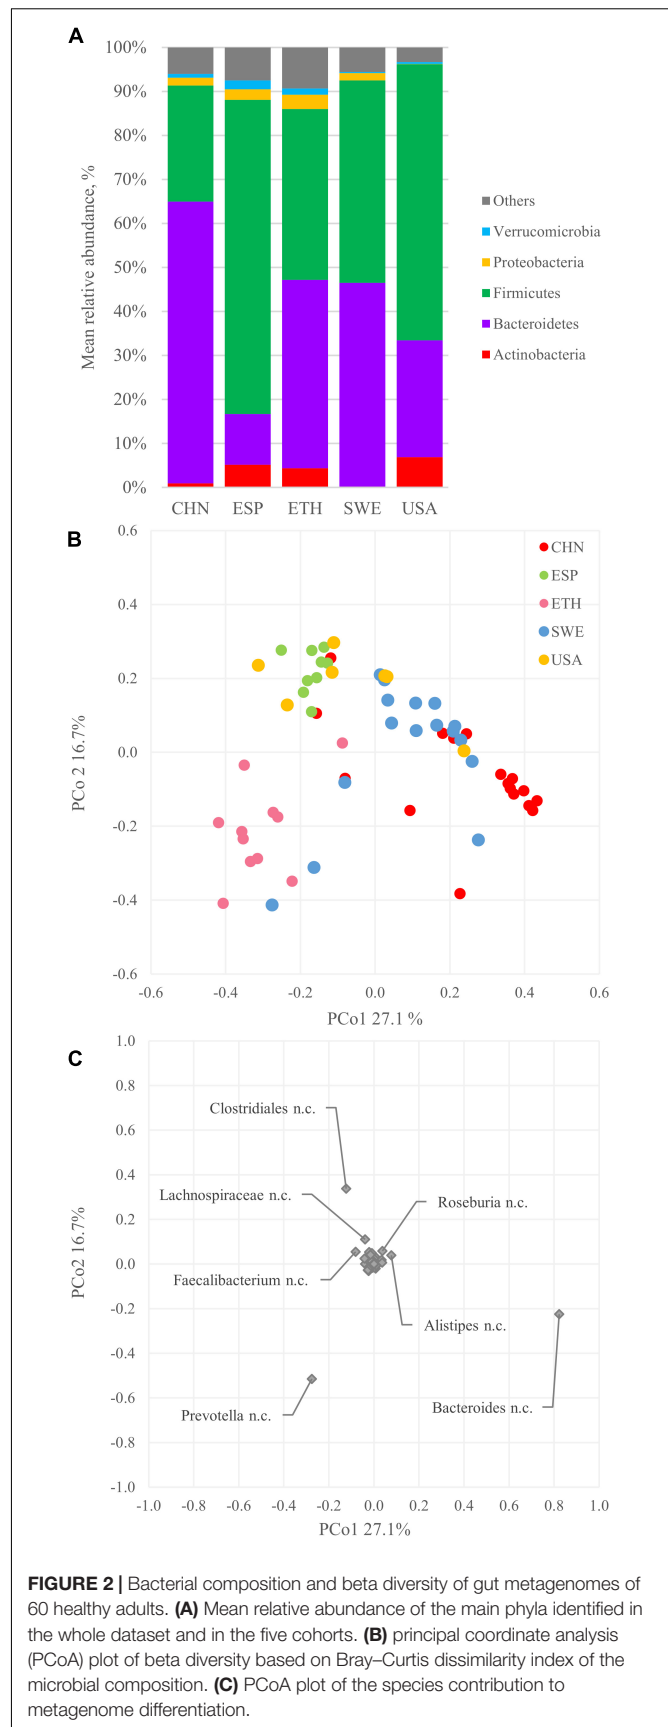 A
100%
90%
80%
70%
60%
50%
40%
30%
20%
10%
0%
Mean relative abundance, %
CHN ESP ETH SWE USA
Others
Verrucomicrobia
Proteobacteria
Firmicutes
Bacteroidetes
Actinobacteria
B
0.6
0.4
0.2
0.0
-0.2
-0.4
-0.6
PCo 2 16.7%
CHN
ESP
ETH
SWE
USA
-0.6 -0.4 -0.2 0.0 0.2 0.4 0.6
PCo1 27.1 %
C
1.0
0.8
0.6
0.4
0.2
0.0
-0.2
-0.4
-0.6
-0.8
-1.0
PCo2 16.7%
Clostridiales n.c.
Lachnospiraceae n.c.
Roseburia n.c.
Faecalibacterium n.c.
Alistipes n.c.
Bacteroides n.c.
Prevotella n.c.
-1.0 -0.8 -0.6 -0.4 -0.2 0.0 0.2 0.4 0.6 0.8 1.0
PCo1 27.1%
FIGURE 2 | Bacterial composition and beta diversity of gut metagenomes of
60 healthy adults. (A) Mean relative abundance of the main phyla identified in
the whole dataset and in the five cohorts. (B) principal coordinate analysis
(PCoA) plot of beta diversity based on Bray–Curtis dissimilarity index of the
microbial composition. (C) PCoA plot of the species contribution to
metagenome differentiation.